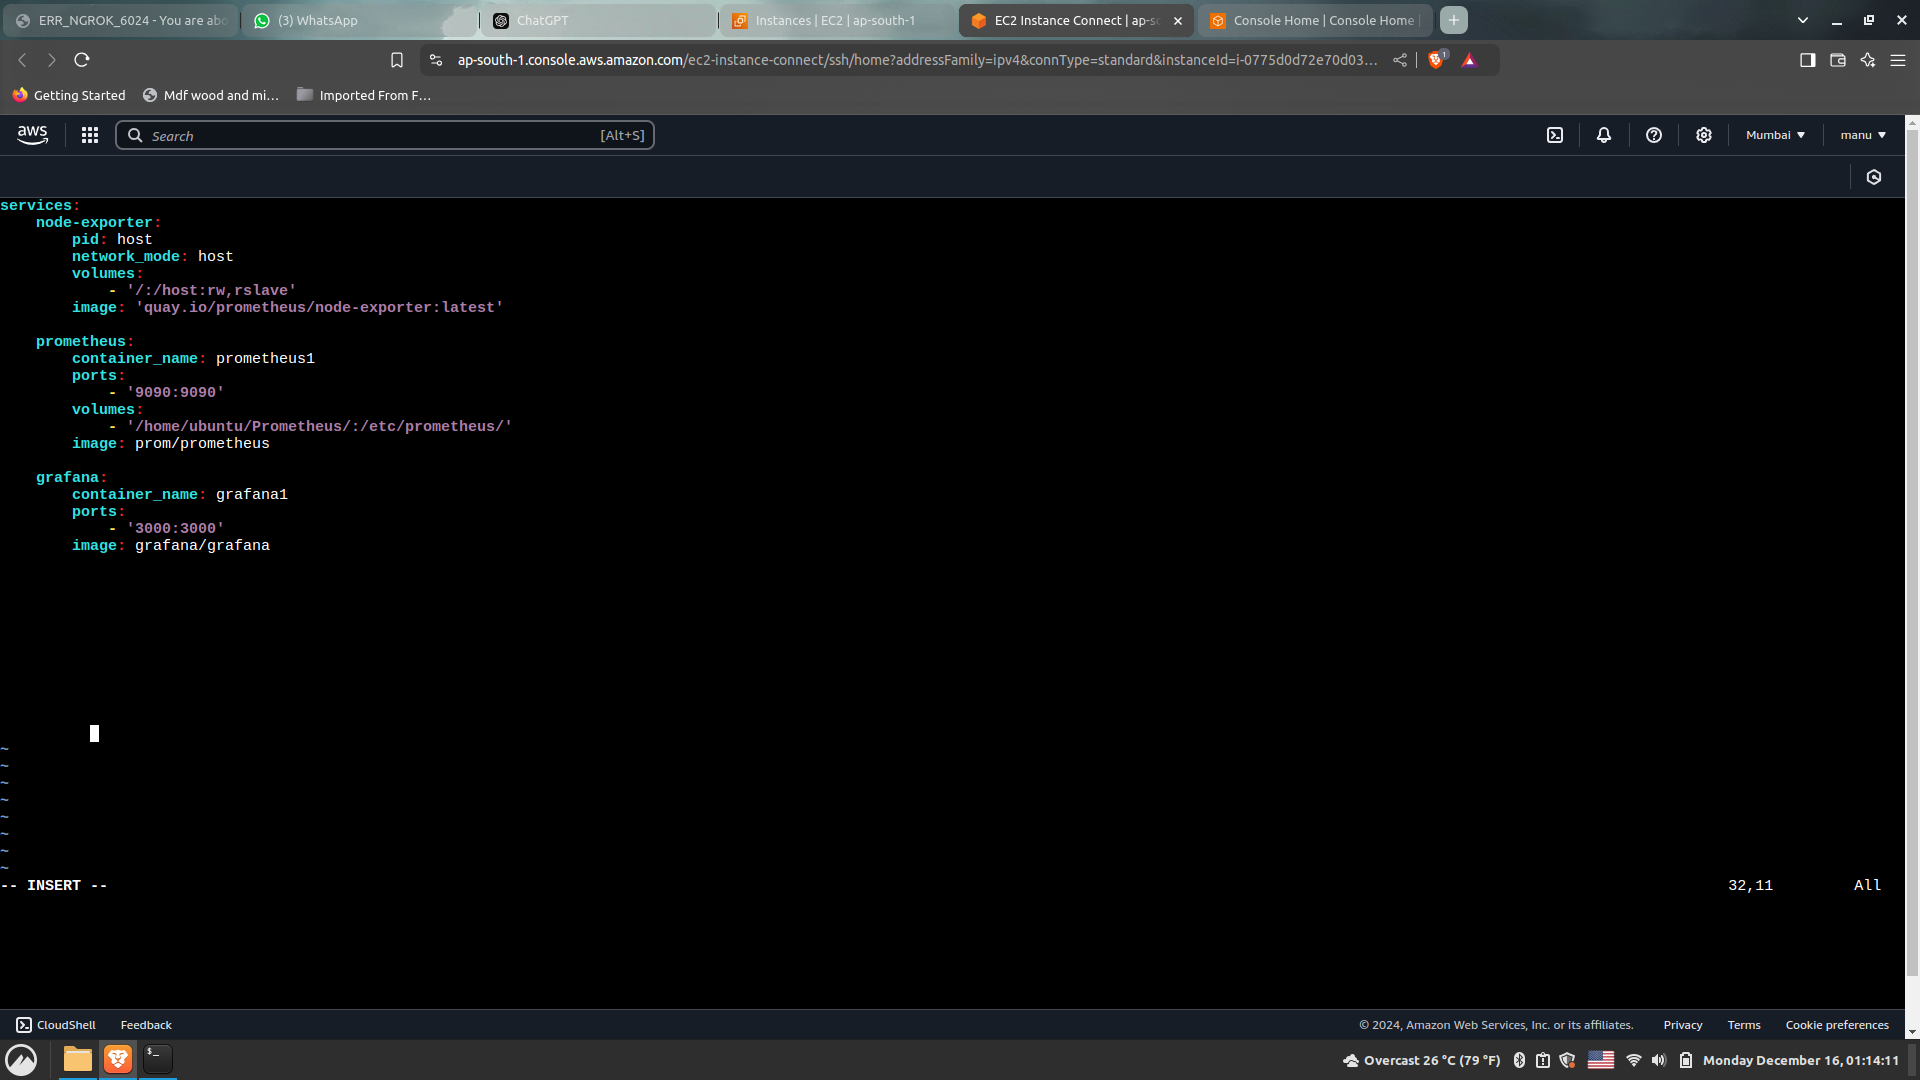 ERR_NGROK_6024 - You are abo
(3) WhatsApp
ChatGPT
Instances | EC2 | ap-south-1
EC2 Instance Connect | ap-so
Console Home | Console Home |
ap-south-1.console.aws.amazon.com/ec2-instance-connect/ssh/home?addressFamily=ipv4&connType=standard&instanceId=i-0775d0d72e70d03...
1
Getting Started
Mdf wood and mi...
Imported From F...
aws
Search
[Alt+S]
Mumbai
manu
services:
    node-exporter:
        pid: host
        network_mode: host
        volumes:
            - '/:/host:rw,rslave'
        image: 'quay.io/prometheus/node-exporter:latest'
    prometheus:
        container_name: prometheus1
        ports:
            - '9090:9090'
        volumes:
            - '/home/ubuntu/Prometheus/:/etc/prometheus/'
        image: prom/prometheus
    grafana:
        container_name: grafana1
        ports:
            - '3000:3000'
        image: grafana/grafana
~
~
~
~
~
~
~
~
-- INSERT --
32,11
All
CloudShell
Feedback
© 2024, Amazon Web Services, Inc. or its affiliates.
Privacy
Terms
Cookie preferences
$_
Overcast 26 °C (79 °F)
Monday December 16, 01:14:11